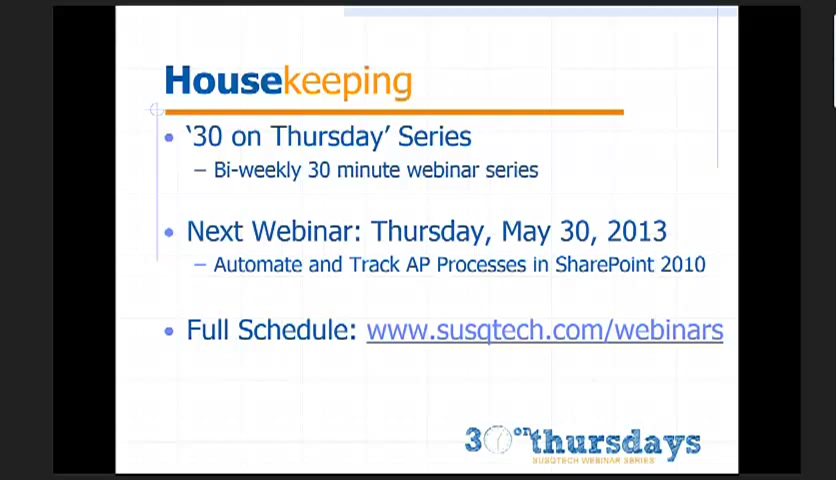 Housekeeping
‘30 on Thursday’ Series
– Bi-weekly 30 minute webinar series
Next Webinar: Thursday, May 30, 2013
– Automate and Track AP Processes in SharePoint 2010
Full Schedule: www.susqtech.com/webinars
30 on thursdays
SUSQTECH WEBINAR SERIES